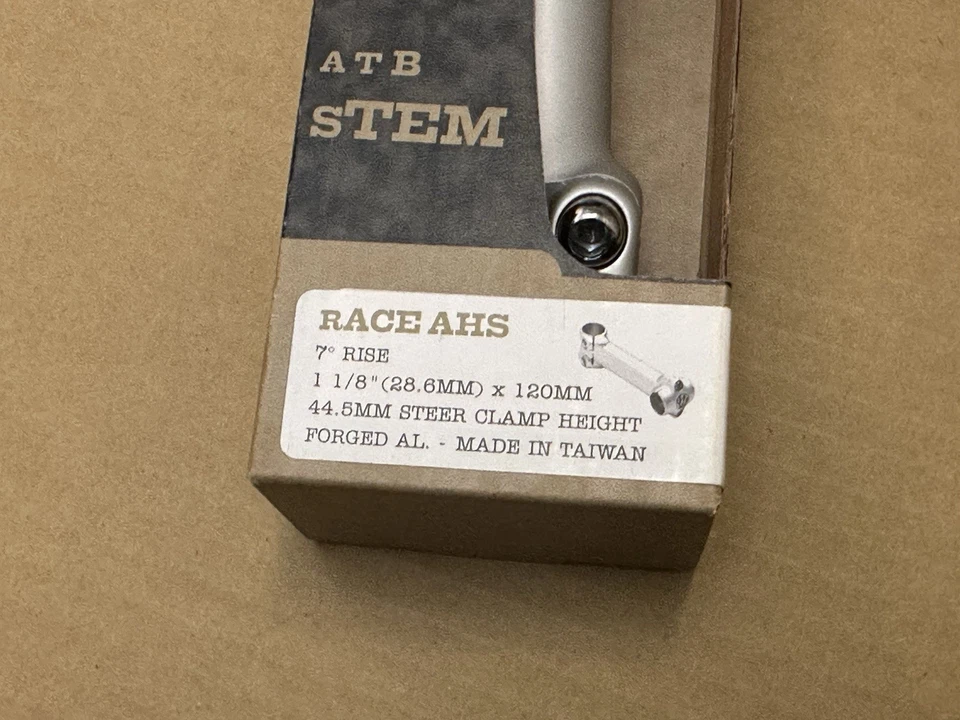 ATB
sTEM
RACE AHS
7° RISE
1 1/8"(28.6MM) x 120MM
44.5MM STEER CLAMP HEIGHT
FORGED AL. - MADE IN TAIWAN